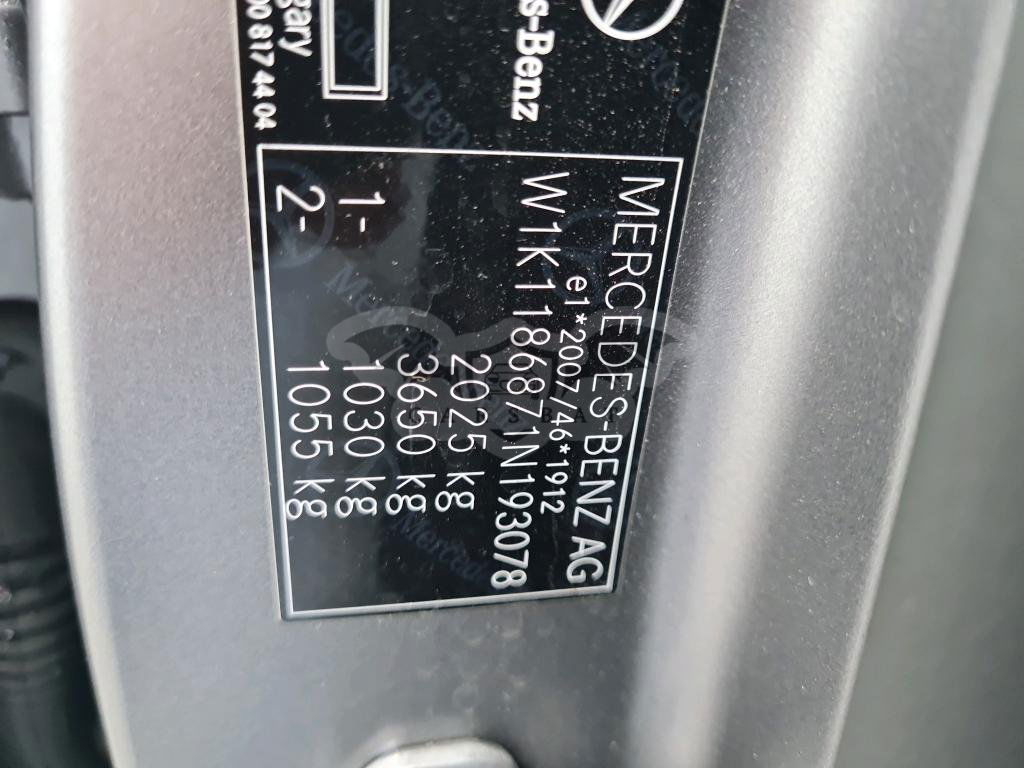 s-Benz
gary
00 817 44 04
MERCEDES-BENZ AG
e1*2007/46*1912
W1K1186871N193078
2025 kg
3650 kg
1- 1030 kg
2- 1055 kg